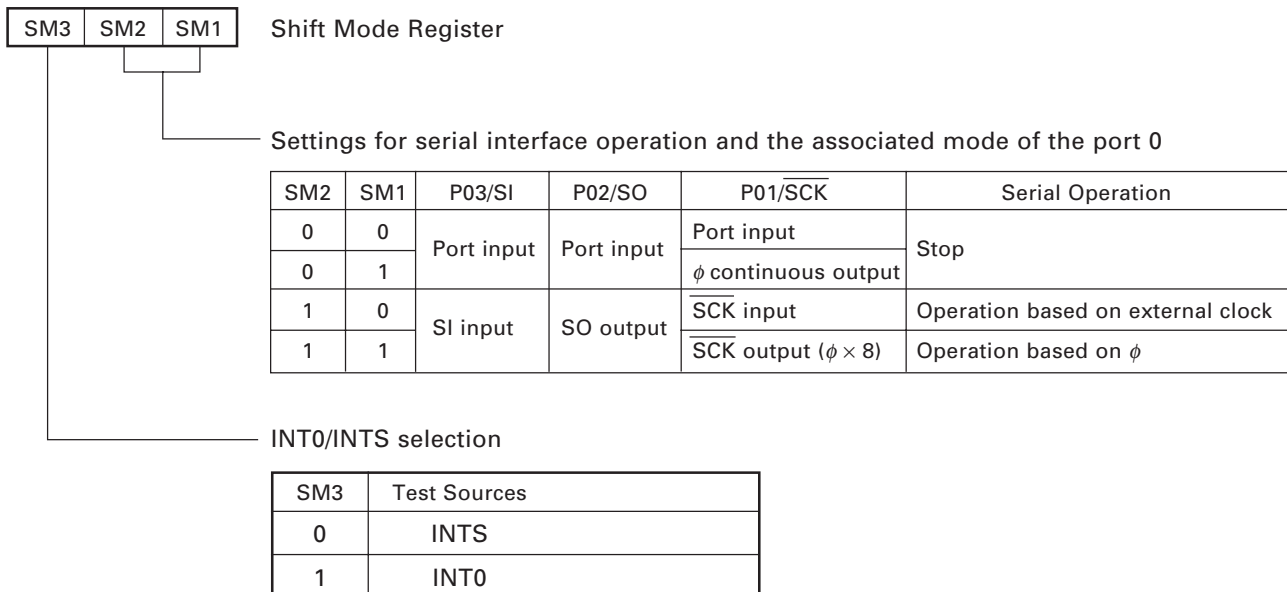 SM3 SM2 SM1 Shift Mode Register
Settings for serial interface operation and the associated mode of the port 0
SM2 SM1 P03/SI P02/SO P01/S̅C̅K̅ Serial Operation
0 0 Port input Port input Port input Stop
0 1 ϕ continuous output
1 0 SI input SO output S̅C̅K̅ input Operation based on external clock
1 1 S̅C̅K̅ output (ϕ × 8) Operation based on ϕ
INT0/INTS selection
SM3 Test Sources
0 INTS
1 INT0